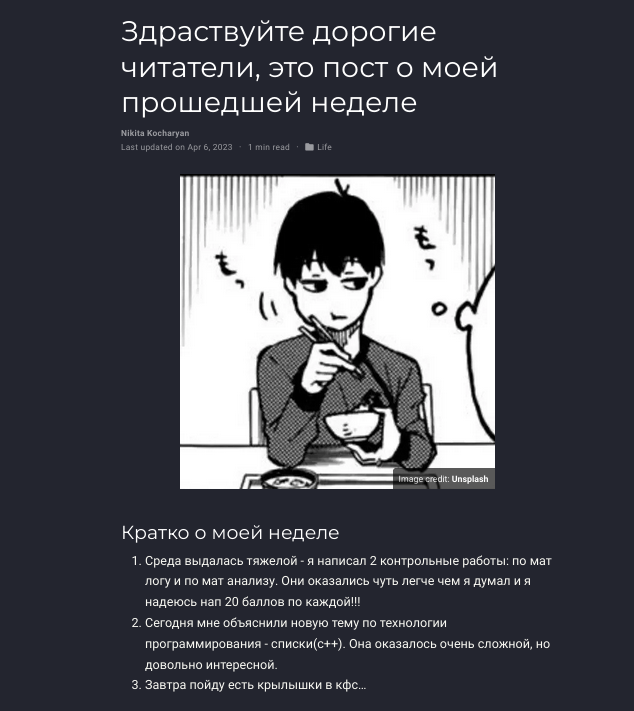 Здраствуйте дорогие
читатели, это пост о моей
прошедшей неделе
Nikita Kocharyan
Last updated on Apr 6, 2023 · 1 min read · Life
も
も
Image credit: Unsplash
Кратко о моей неделе
1. Среда выдалась тяжелой - я написал 2 контрольные работы: по мат
логу и по мат анализу. Они оказались чуть легче чем я думал и я
надеюсь нап 20 баллов по каждой!!!
2. Сегодня мне объяснили новую тему по технологии
программирования - списки(с++). Она оказалось очень сложной, но
довольно интересной.
3. Завтра пойду есть крылышки в кфс...